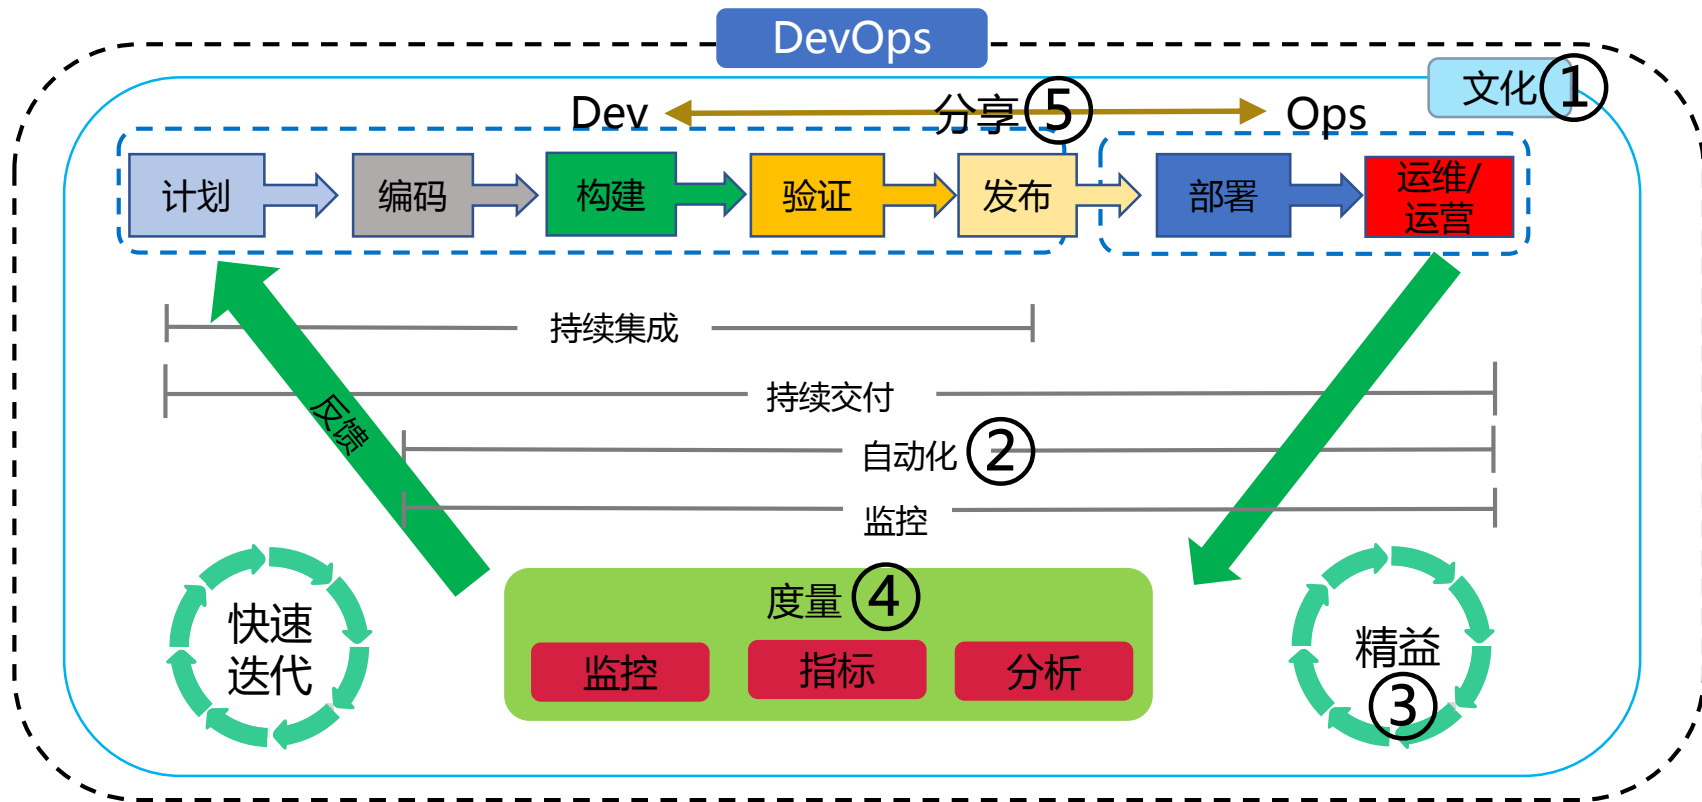 DevOps
文化①
Dev 分享⑤ Ops
计划 编码 构建 验证 发布 部署 运维/
运营
持续集成
持续交付
反馈
自动化②
监控
度量④
快速
迭代
监控 指标 分析
精益
③